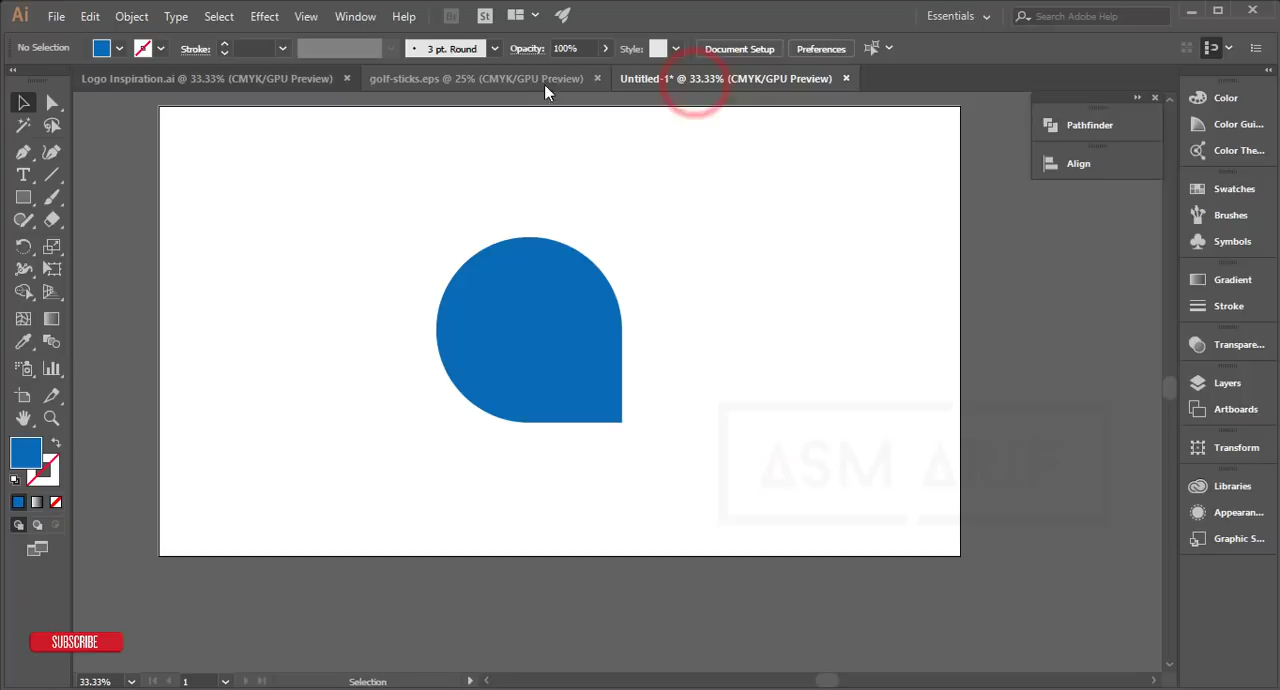 Ai File Edit Object Type Select Effect View Window Help Br St Essentials Search Adobe Help
No Selection Stroke: 3 pt. Round Opacity: 100% Style: Document Setup Preferences
Logo Inspiration.ai @ 33.33% (CMYK/GPU Preview) golf-sticks.eps @ 25% (CMYK/GPU Preview) Untitled-1* @ 33.33% (CMYK/GPU Preview)
Pathfinder
Align
Color
Color Gui...
Color The...
Swatches
Brushes
Symbols
Gradient
Stroke
Transpare...
Layers
Artboards
Transform
Libraries
Appearan...
Graphic S...
ASM ARIF
SUBSCRIBE
33.33% 1 Selection